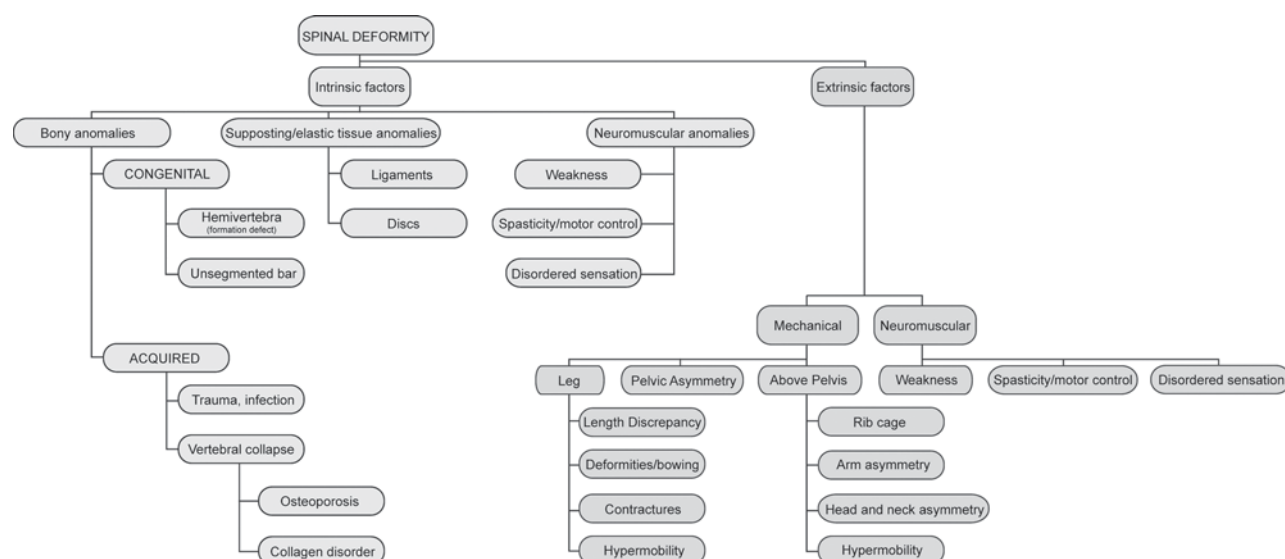 SPINAL DEFORMITY
Intrinsic factors
Extrinsic factors
Bony anomalies
Supposting/elastic tissue anomalies
Neuromuscular anomalies
CONGENITAL
Ligaments
Weakness
Hemivertebra
(formation defect)
Discs
Spasticity/motor control
Unsegmented bar
Disordered sensation
Mechanical
Neuromuscular
ACQUIRED
Leg
Pelvic Asymmetry
Above Pelvis
Weakness
Spasticity/motor control
Disordered sensation
Trauma, infection
Length Discrepancy
Rib cage
Vertebral collapse
Deformities/bowing
Arm asymmetry
Osteoporosis
Contractures
Head and neck asymmetry
Collagen disorder
Hypermobility
Hypermobility